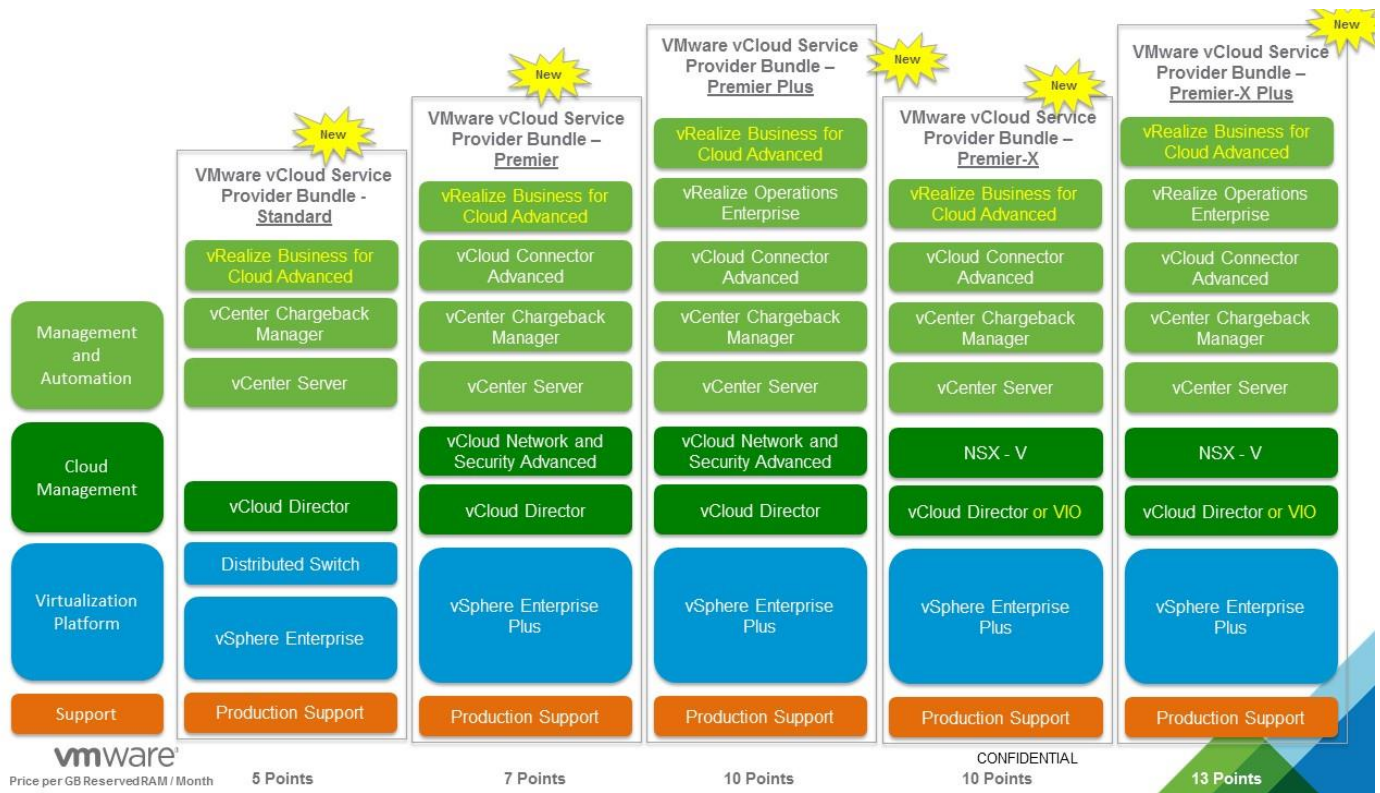 Management
and
Automation
Cloud
Management
Virtualization
Platform
Support
New
VMware vCloud Service
Provider Bundle -
Standard
vRealize Business for
Cloud Advanced
vCenter Chargeback
Manager
vCenter Server
vCloud Director
Distributed Switch
vSphere Enterprise
Production Support
New
VMware vCloud Service
Provider Bundle –
Premier
vRealize Business for
Cloud Advanced
vCloud Connector
Advanced
vCenter Chargeback
Manager
vCenter Server
vCloud Network and
Security Advanced
vCloud Director
vSphere Enterprise
Plus
Production Support
New
VMware vCloud Service
Provider Bundle –
Premier Plus
vRealize Business for
Cloud Advanced
vRealize Operations
Enterprise
vCloud Connector
Advanced
vCenter Chargeback
Manager
vCenter Server
vCloud Network and
Security Advanced
vCloud Director
vSphere Enterprise
Plus
Production Support
New
VMware vCloud Service
Provider Bundle –
Premier-X
vRealize Business for
Cloud Advanced
vCloud Connector
Advanced
vCenter Chargeback
Manager
vCenter Server
NSX - V
vCloud Director or VIO
vSphere Enterprise
Plus
Production Support
New
VMware vCloud Service
Provider Bundle –
Premier-X Plus
vRealize Business for
Cloud Advanced
vRealize Operations
Enterprise
vCloud Connector
Advanced
vCenter Chargeback
Manager
vCenter Server
NSX - V
vCloud Director or VIO
vSphere Enterprise
Plus
Production Support
vmware
CONFIDENTIAL
Price per GB Reserved RAM / Month
5 Points
7 Points
10 Points
10 Points
13 Points